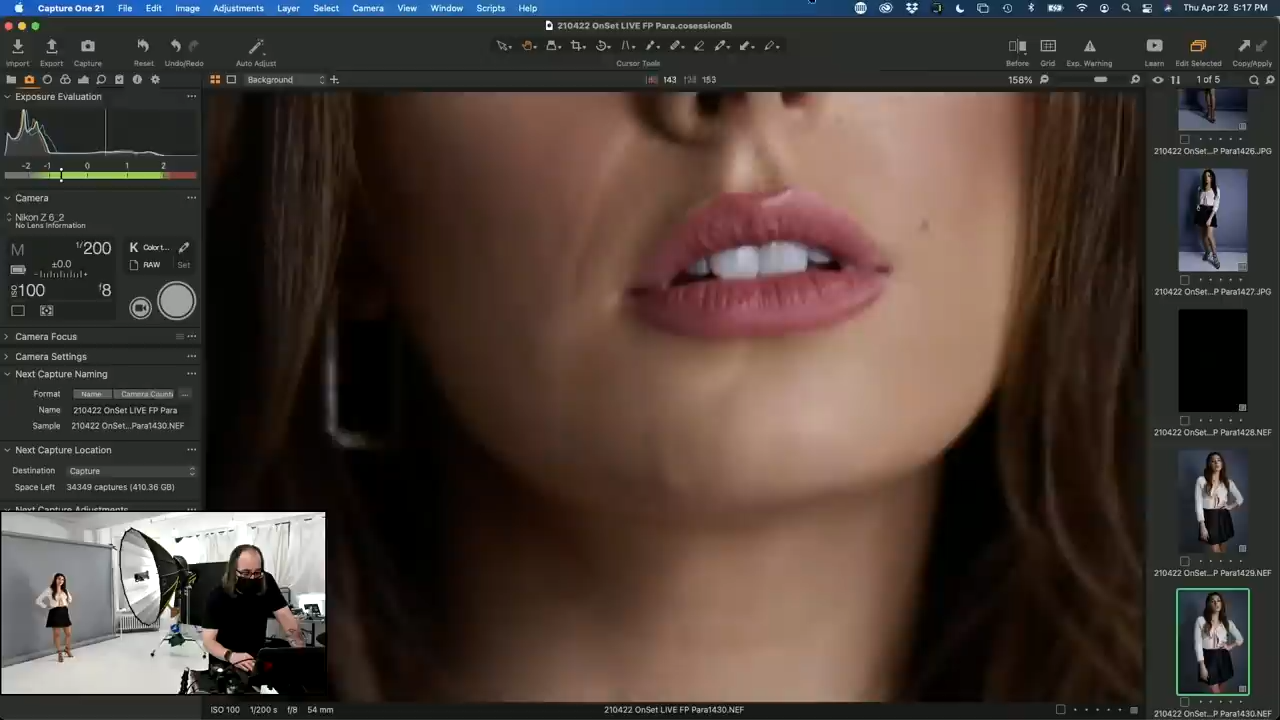 Capture One 21 File Edit Image Adjustments Layer Select Camera View Window Scripts Help Thu Apr 22 5:17 PM
210422 OnSet LIVE FP Para.cosessiondb
Import Export Capture Reset Undo/Redo Auto Adjust Cursor Tools Before Grid Exp. Warning Learn Edit Selected Copy/Apply
Background 143 153 158% 1 of 5
Exposure Evaluation
-2 -1 0 1 2
Camera
Nikon Z 6_2
No Lens Information
M 1/200 K Color t...
±0.0 RAW Set
ISO 100 f8
Camera Focus
Camera Settings
Next Capture Naming
Format Name Camera Count
Name 210422 OnSet LIVE FP Para
Sample 210422 OnSet...Para1430.NEF
Next Capture Location
Destination Capture
Space Left 34349 captures (410.36 GB)
Next Capture Adjustments
210422 OnSet...P Para1426.JPG
210422 OnSet...P Para1427.JPG
210422 OnSet...P Para1428.NEF
210422 OnSet...P Para1429.NEF
210422 OnSet...P Para1430.NEF
ISO 100 1/200 s f/8 54 mm 210422 OnSet LIVE FP Para1430.NEF